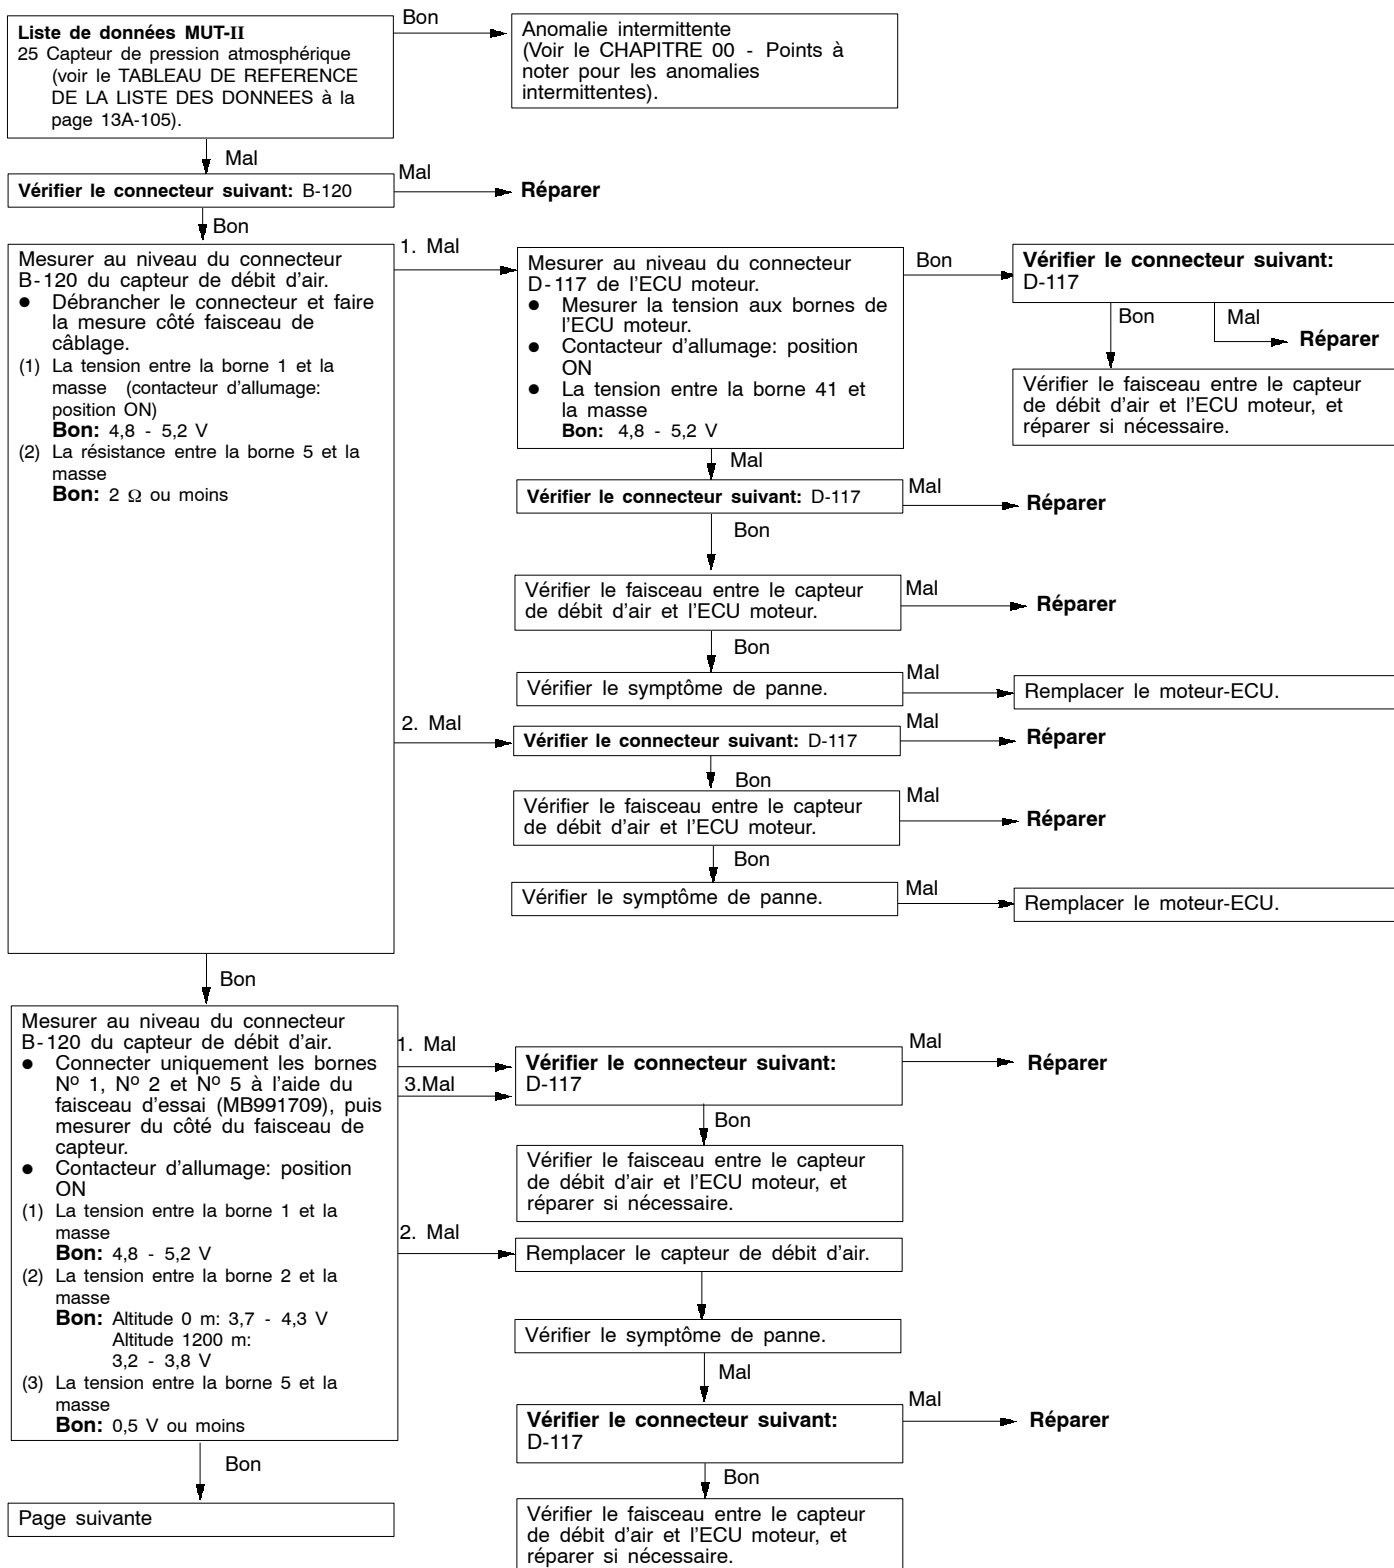 Liste de données MUT-II
25 Capteur de pression atmosphérique
(voir le TABLEAU DE REFERENCE
DE LA LISTE DES DONNEES à la
page 13A-105).
Bon
Anomalie intermittente
(Voir le CHAPITRE 00 - Points à
noter pour les anomalies
intermittentes).
Mal
Vérifier le connecteur suivant: B-120
Mal
Réparer
Bon
Mesurer au niveau du connecteur
B-120 du capteur de débit d'air.
● Débrancher le connecteur et faire
la mesure côté faisceau de
câblage.
(1) La tension entre la borne 1 et la
masse (contacteur d'allumage:
position ON)
Bon: 4,8 - 5,2 V
(2) La résistance entre la borne 5 et la
masse
Bon: 2 Ω ou moins
1. Mal
Mesurer au niveau du connecteur
D-117 de l'ECU moteur.
● Mesurer la tension aux bornes de
l'ECU moteur.
● Contacteur d'allumage: position
ON
● La tension entre la borne 41 et
la masse
Bon: 4,8 - 5,2 V
Bon
Vérifier le connecteur suivant:
D-117
Bon
Mal
Réparer
Vérifier le faisceau entre le capteur
de débit d'air et l'ECU moteur, et
réparer si nécessaire.
Mal
Vérifier le connecteur suivant: D-117
Mal
Réparer
Bon
Vérifier le faisceau entre le capteur
de débit d'air et l'ECU moteur.
Mal
Réparer
Bon
Vérifier le symptôme de panne.
Mal
Remplacer le moteur-ECU.
2. Mal
Vérifier le connecteur suivant: D-117
Mal
Réparer
Bon
Vérifier le faisceau entre le capteur
de débit d'air et l'ECU moteur.
Mal
Réparer
Bon
Vérifier le symptôme de panne.
Mal
Remplacer le moteur-ECU.
Bon
Mesurer au niveau du connecteur
B-120 du capteur de débit d'air.
● Connecter uniquement les bornes
Nº 1, Nº 2 et Nº 5 à l'aide du
faisceau d'essai (MB991709), puis
mesurer du côté du faisceau de
capteur.
● Contacteur d'allumage: position
ON
(1) La tension entre la borne 1 et la
masse
Bon: 4,8 - 5,2 V
(2) La tension entre la borne 2 et la
masse
Bon: Altitude 0 m: 3,7 - 4,3 V
Altitude 1200 m:
3,2 - 3,8 V
(3) La tension entre la borne 5 et la
masse
Bon: 0,5 V ou moins
1. Mal
3.Mal
Vérifier le connecteur suivant:
D-117
Mal
Réparer
Bon
Vérifier le faisceau entre le capteur
de débit d'air et l'ECU moteur, et
réparer si nécessaire.
2. Mal
Remplacer le capteur de débit d'air.
Vérifier le symptôme de panne.
Mal
Vérifier le connecteur suivant:
D-117
Mal
Réparer
Bon
Vérifier le faisceau entre le capteur
de débit d'air et l'ECU moteur, et
réparer si nécessaire.
Bon
Page suivante